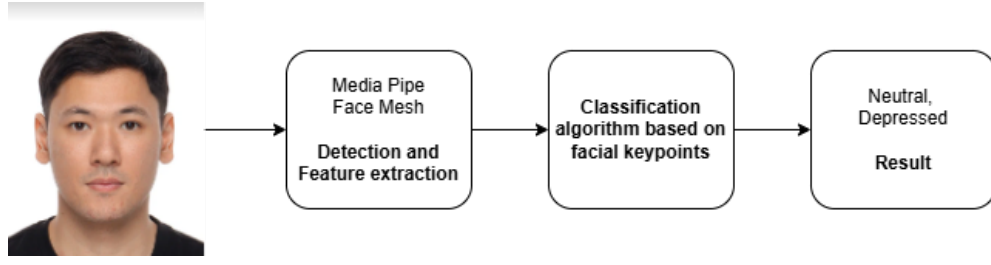 Media Pipe
Face Mesh
Detection and
Feature extraction
Classification
algorithm based on
facial keypoints
Neutral,
Depressed
Result